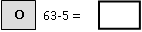 O 63-5 =